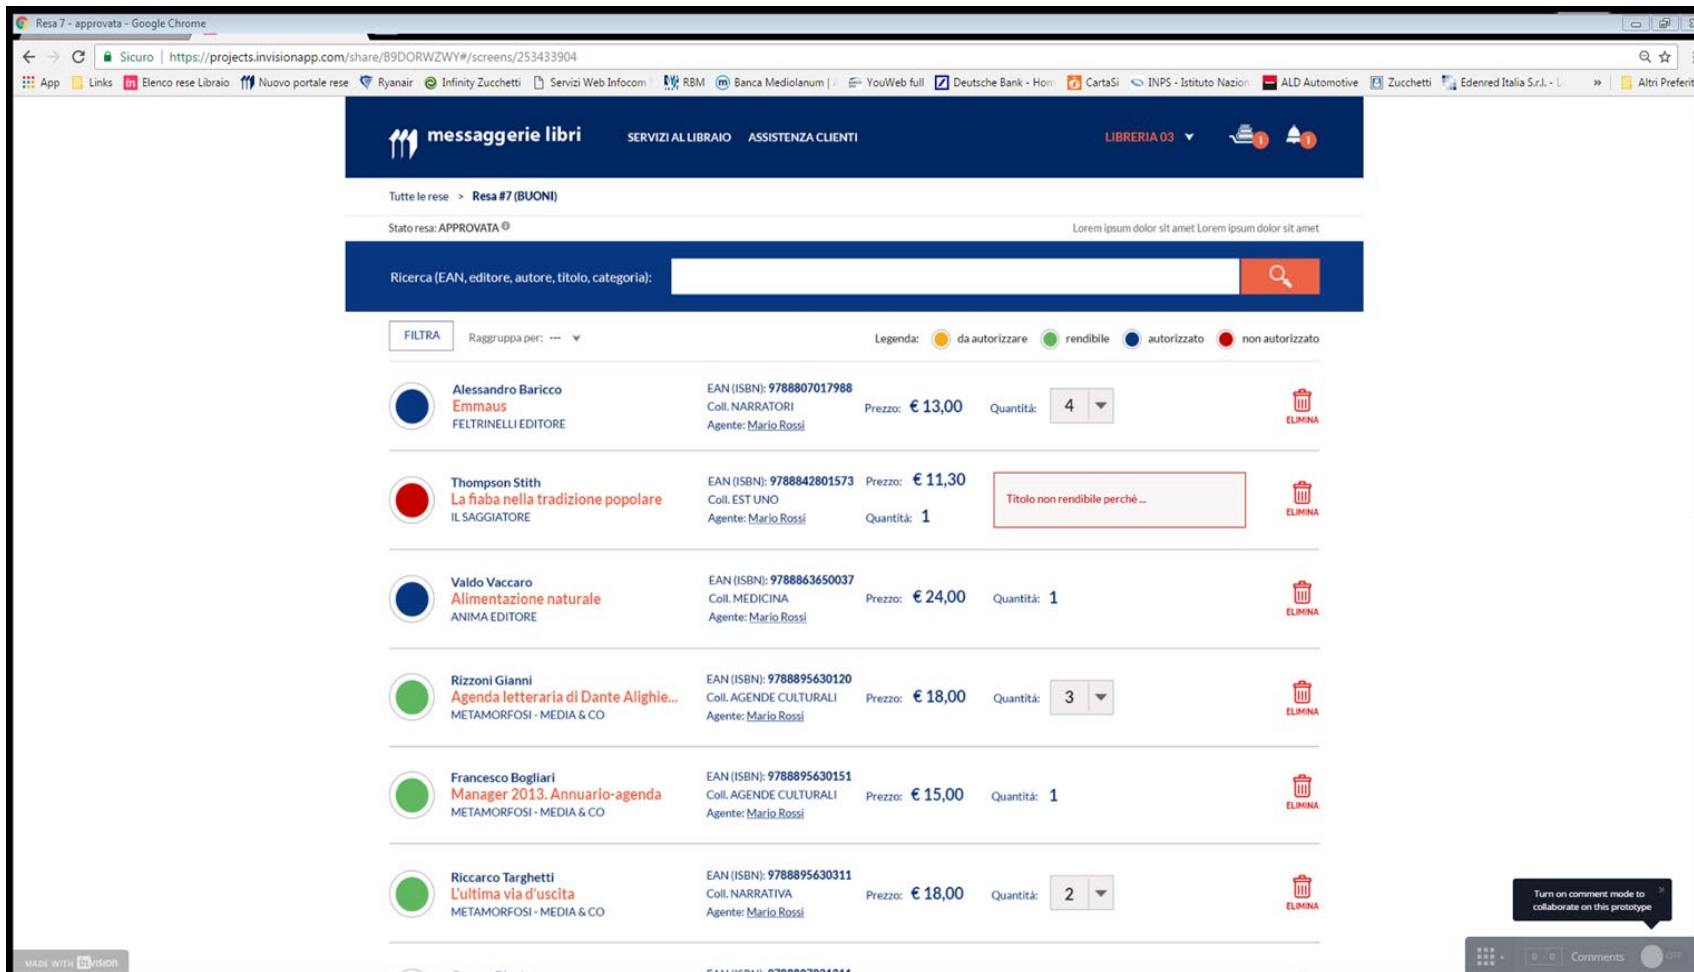 Resa 7 - approvata - Google Chrome
Sicuro | https://projects.invisionapp.com/share/B9DORWZWY#/screens/253433904
App Links in Elenco rese Libraio Nuovo portale rese Ryanair Infinity Zucchetti Servizi Web Infocom RBM m Banca Mediolanum | YouWeb full Deutsche Bank - Hom CartaSi INPS - Istituto Nazion ALD Automotive Zucchetti Edenred Italia S.r.l. - » Altri Preferit
messaggerie libri SERVIZI AL LIBRAIO ASSISTENZA CLIENTI LIBRERIA 03 1 1
Tutte le rese > Resa #7 (BUONI)
Stato resa: APPROVATA Lorem ipsum dolor sit amet Lorem ipsum dolor sit amet
Ricerca (EAN, editore, autore, titolo, categoria):
FILTRA Raggruppa per: --- Legenda: da autorizzare rendibile autorizzato non autorizzato
Alessandro Baricco EAN (ISBN): 9788807017988
Emmaus Coll. NARRATORI Prezzo: € 13,00 Quantità: 4
FELTRINELLI EDITORE Agente: Mario Rossi ELIMINA
Thompson Stith EAN (ISBN): 9788842801573 Prezzo: € 11,30
La fiaba nella tradizione popolare Coll. EST UNO Titolo non rendibile perchè ...
IL SAGGIATORE Agente: Mario Rossi Quantità: 1 ELIMINA
Valdo Vaccaro EAN (ISBN): 9788863650037
Alimentazione naturale Coll. MEDICINA Prezzo: € 24,00 Quantità: 1
ANIMA EDITORE Agente: Mario Rossi ELIMINA
Rizzoni Gianni EAN (ISBN): 9788895630120
Agenda letteraria di Dante Alighie... Coll. AGENDE CULTURALI Prezzo: € 18,00 Quantità: 3
METAMORFOSI - MEDIA & CO Agente: Mario Rossi ELIMINA
Francesco Bogliari EAN (ISBN): 9788895630151
Manager 2013. Annuario-agenda Coll. AGENDE CULTURALI Prezzo: € 15,00 Quantità: 1
METAMORFOSI - MEDIA & CO Agente: Mario Rossi ELIMINA
Riccarco Targhetti EAN (ISBN): 9788895630311
L'ultima via d'uscita Coll. NARRATIVA Prezzo: € 18,00 Quantità: 2
METAMORFOSI - MEDIA & CO Agente: Mario Rossi ELIMINA
Turn on comment mode to
collaborate on this prototype
MADE WITH INVISION 0 0 Comments OFF